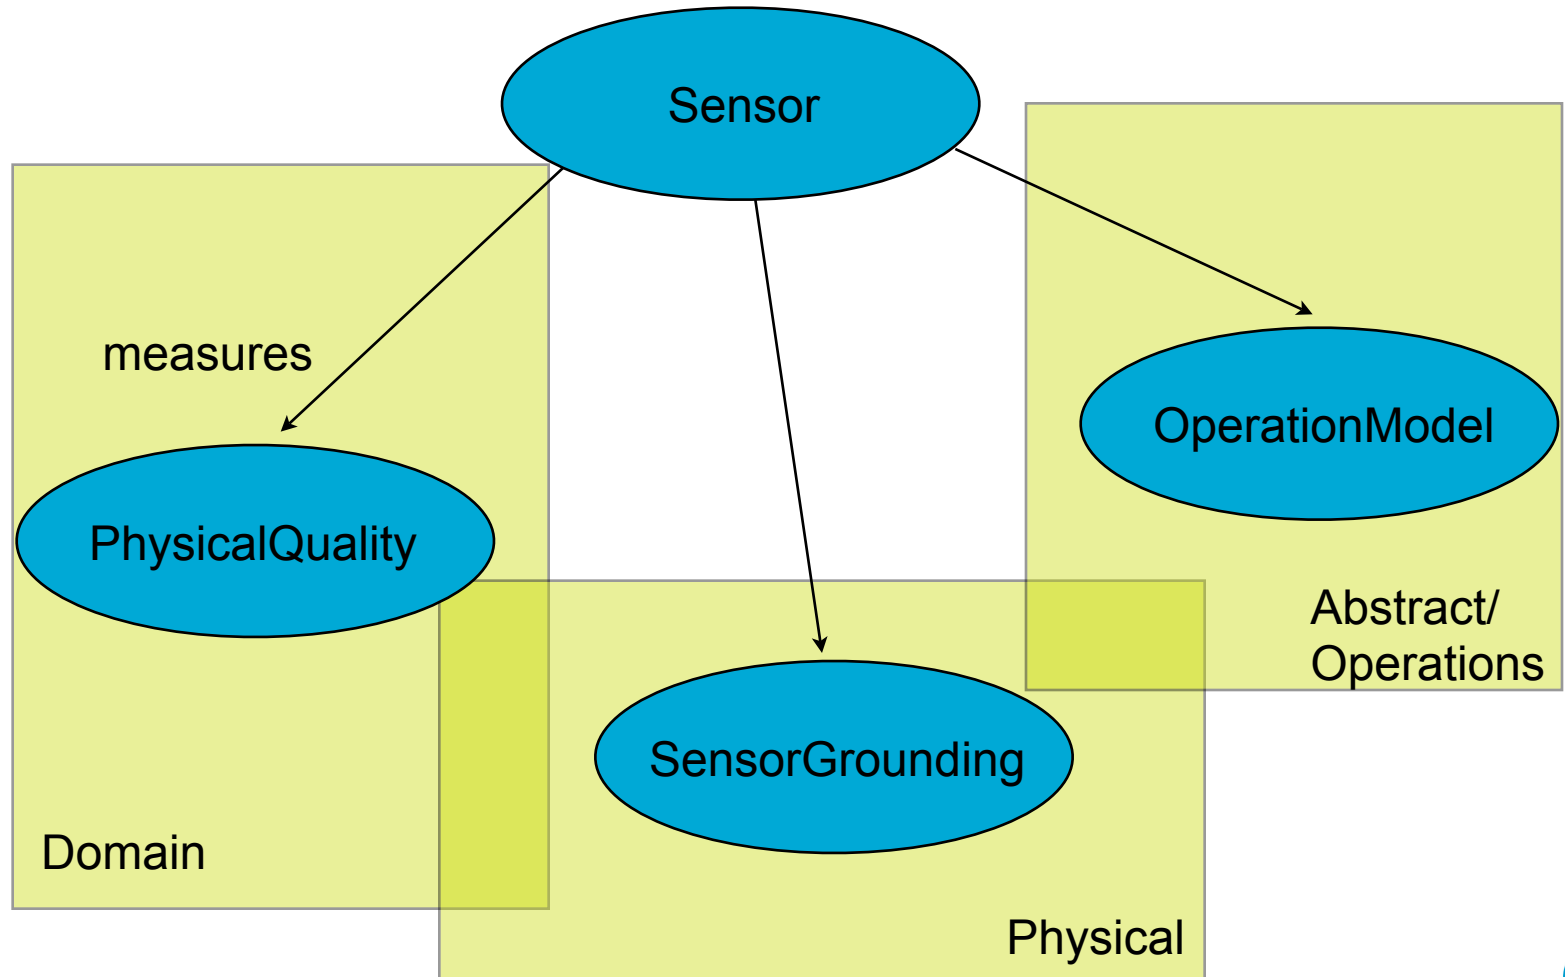 Sensor
measures
OperationModel
PhysicalQuality
Abstract/
Operations
SensorGrounding
Domain
Physical